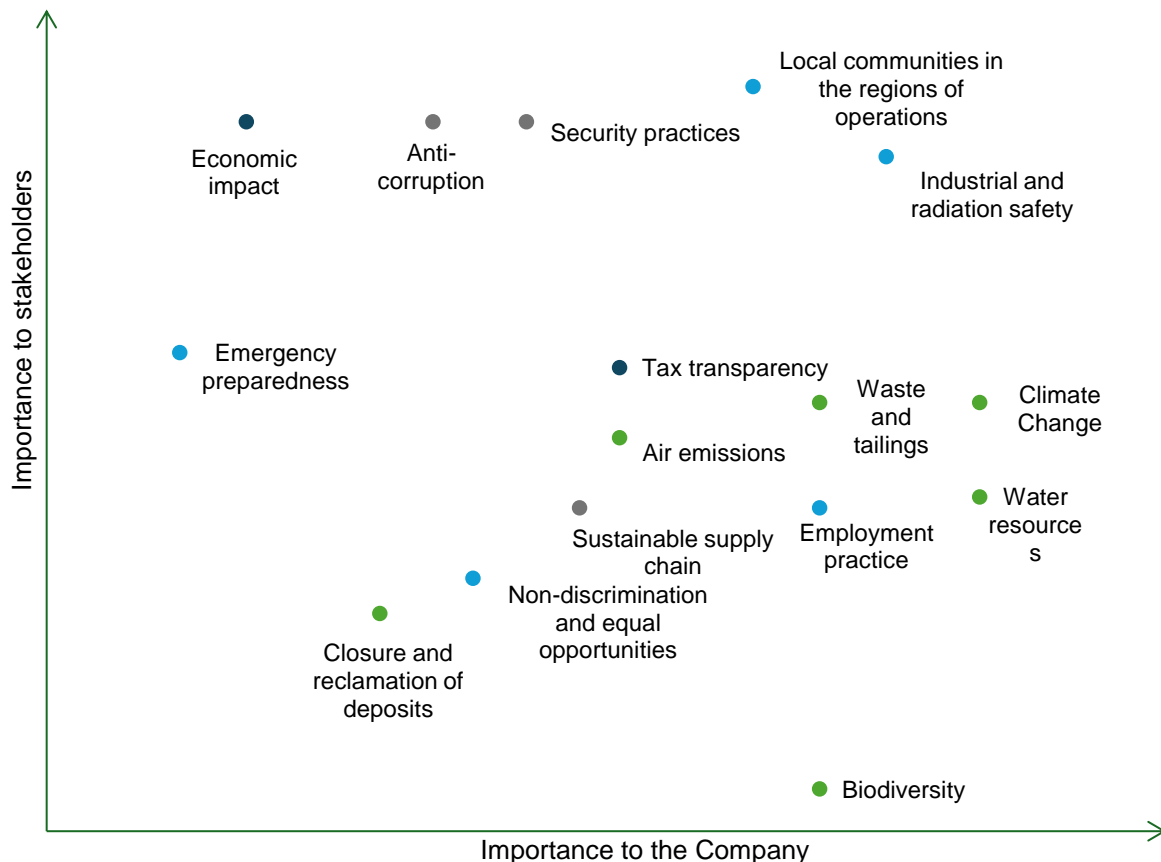 Importance to stakeholders
Local communities in
the regions of
operations
Economic
impact
Anti-
corruption
Security practices
Industrial and
radiation safety
Emergency
preparedness
Tax transparency
Waste
and
tailings
Climate
Change
Air emissions
Sustainable supply
chain
Employment
practice
Water
resource
s
Non-discrimination
and equal
opportunities
Closure and
reclamation of
deposits
Biodiversity
Importance to the Company